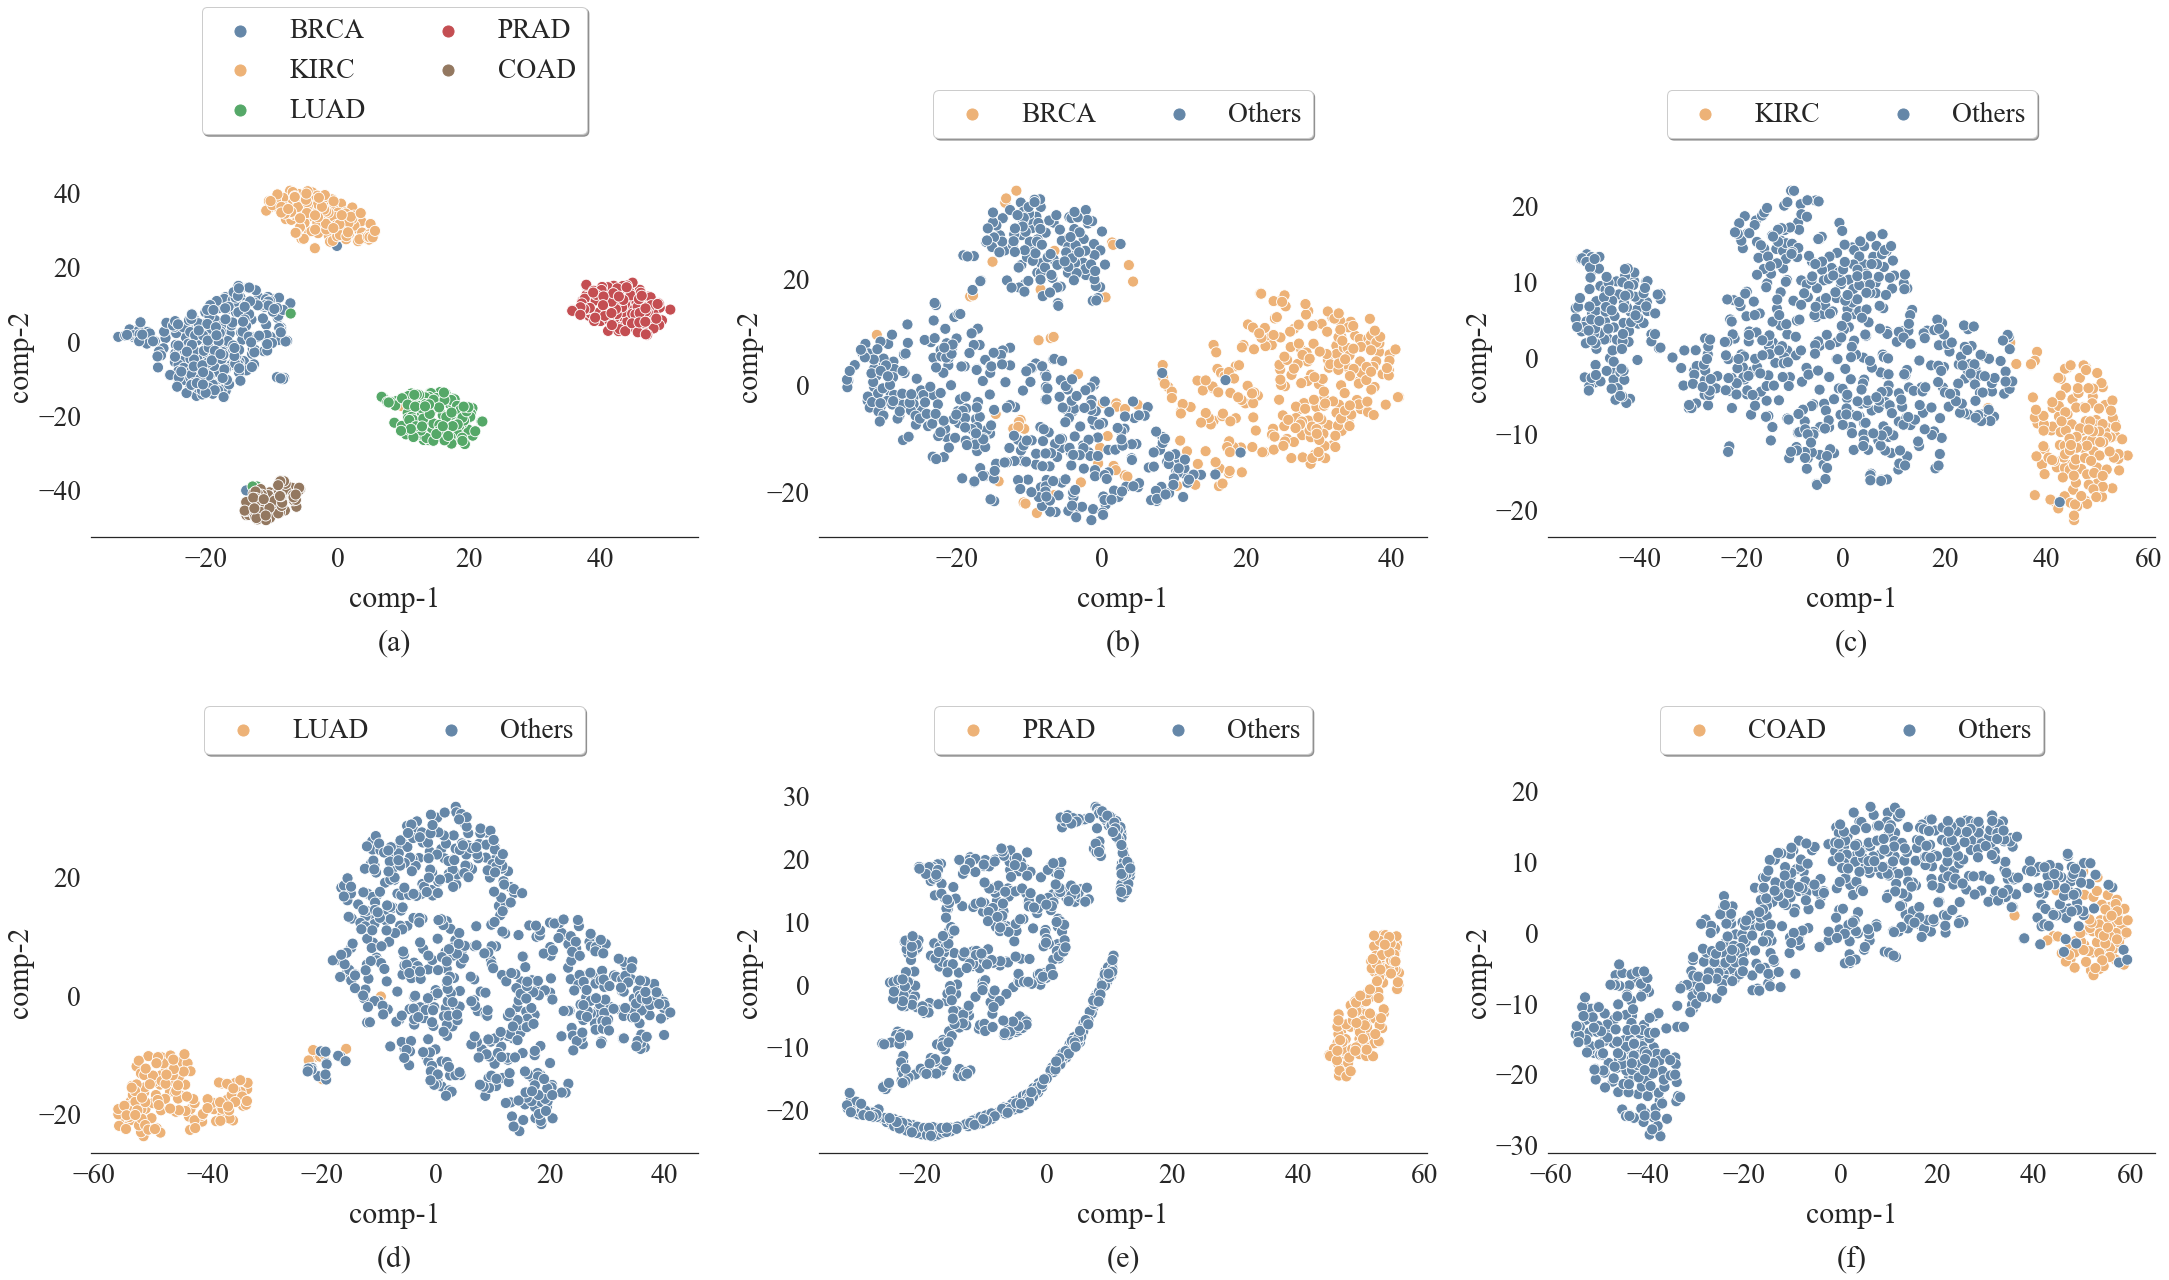 BRCA PRAD
KIRC COAD
LUAD
40
20
0
−20
−40
comp-2
−20 0 20 40
comp-1
(a)
BRCA Others
20
0
−20
comp-2
−20 0 20 40
comp-1
(b)
KIRC Others
20
10
0
−10
−20
comp-2
−40 −20 0 20 40 60
comp-1
(c)
LUAD Others
20
0
−20
comp-2
−60 −40 −20 0 20 40
comp-1
(d)
PRAD Others
30
20
10
0
−10
−20
comp-2
−20 0 20 40 60
comp-1
(e)
COAD Others
20
10
0
−10
−20
−30
comp-2
−60 −40 −20 0 20 40 60
comp-1
(f)